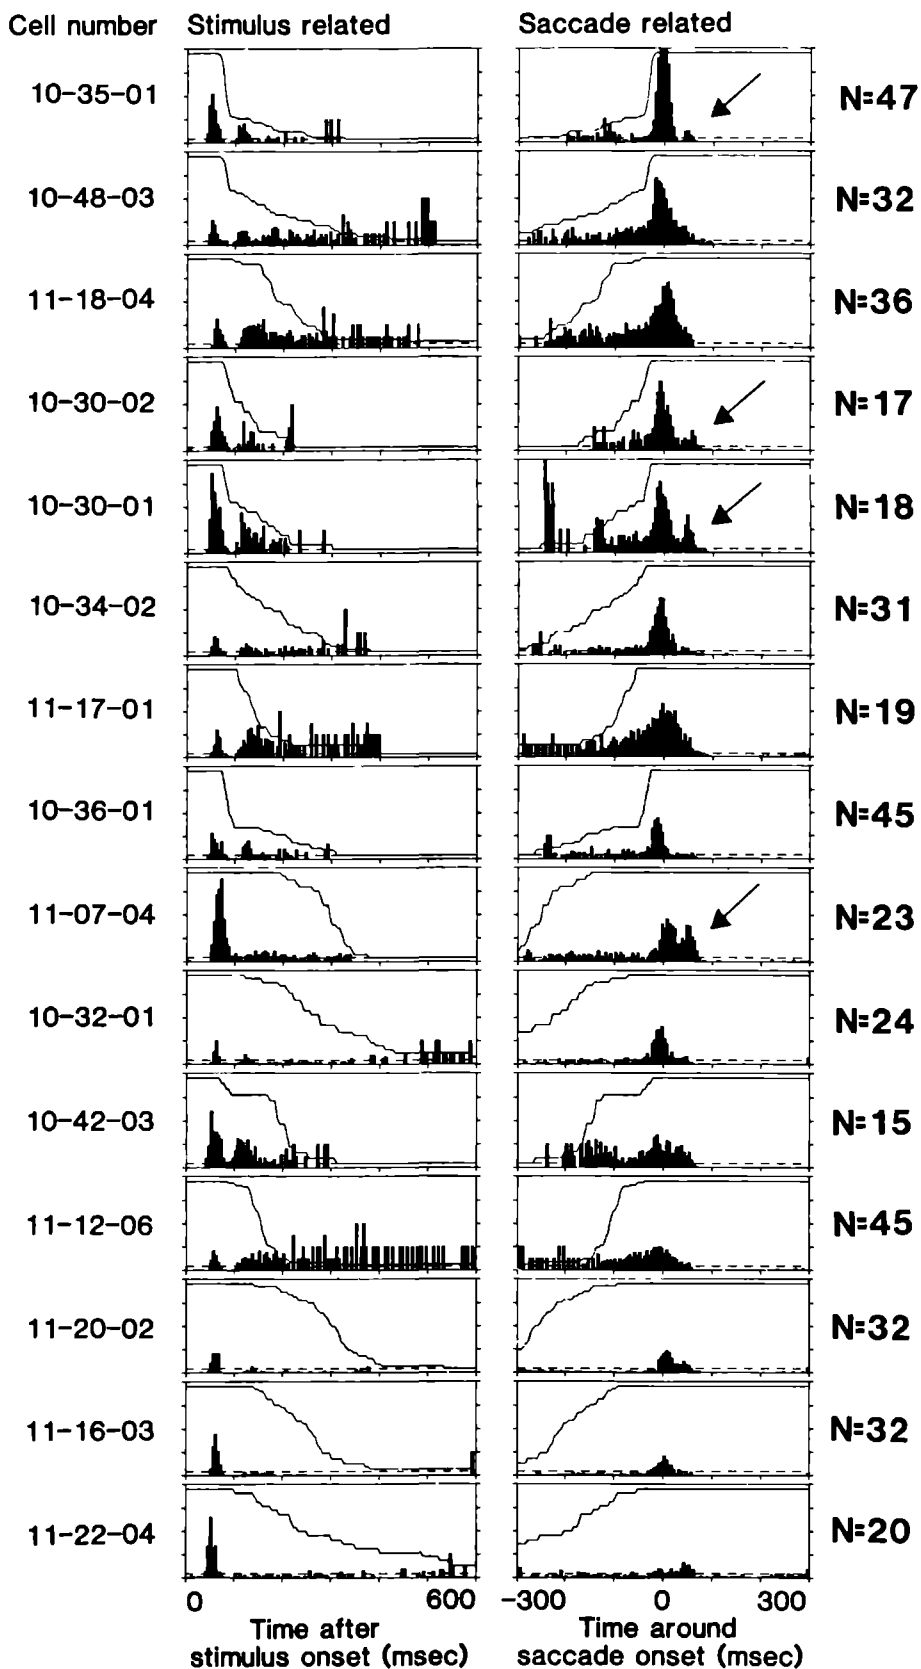 Cell number Stimulus related Saccade related
10-35-01 N=47
10-48-03 N=32
11-18-04 N=36
10-30-02 N=17
10-30-01 N=18
10-34-02 N=31
11-17-01 N=19
10-36-01 N=45
11-07-04 N=23
10-32-01 N=24
10-42-03 N=15
11-12-06 N=45
11-20-02 N=32
11-16-03 N=32
11-22-04 N=20
0 600 -300 0 300
Time after Time around
stimulus onset (msec) saccade onset (msec)